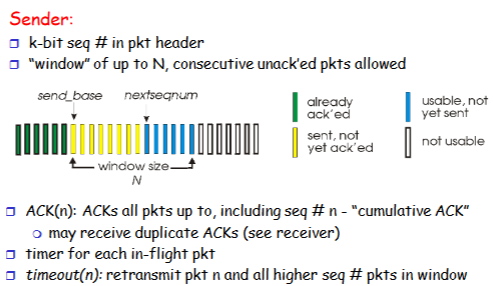 Sender:
k-bit seq # in pkt header
"window" of up to N, consecutive unack'ed pkts allowed
send_base nextseqnum
already
ack'ed
sent, not
yet ack'ed
usable, not
yet sent
not usable
window size
N
ACK(n): ACKs all pkts up to, including seq # n - "cumulative ACK"
may receive duplicate ACKs (see receiver)
timer for each in-flight pkt
timeout(n): retransmit pkt n and all higher seq # pkts in window